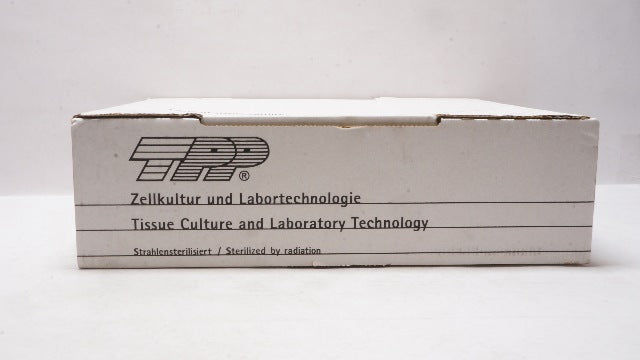 TPP®
Zellkultur und Labortechnologie
Tissue Culture and Laboratory Technology
Strahlensterilisiert / Sterilized by radiation